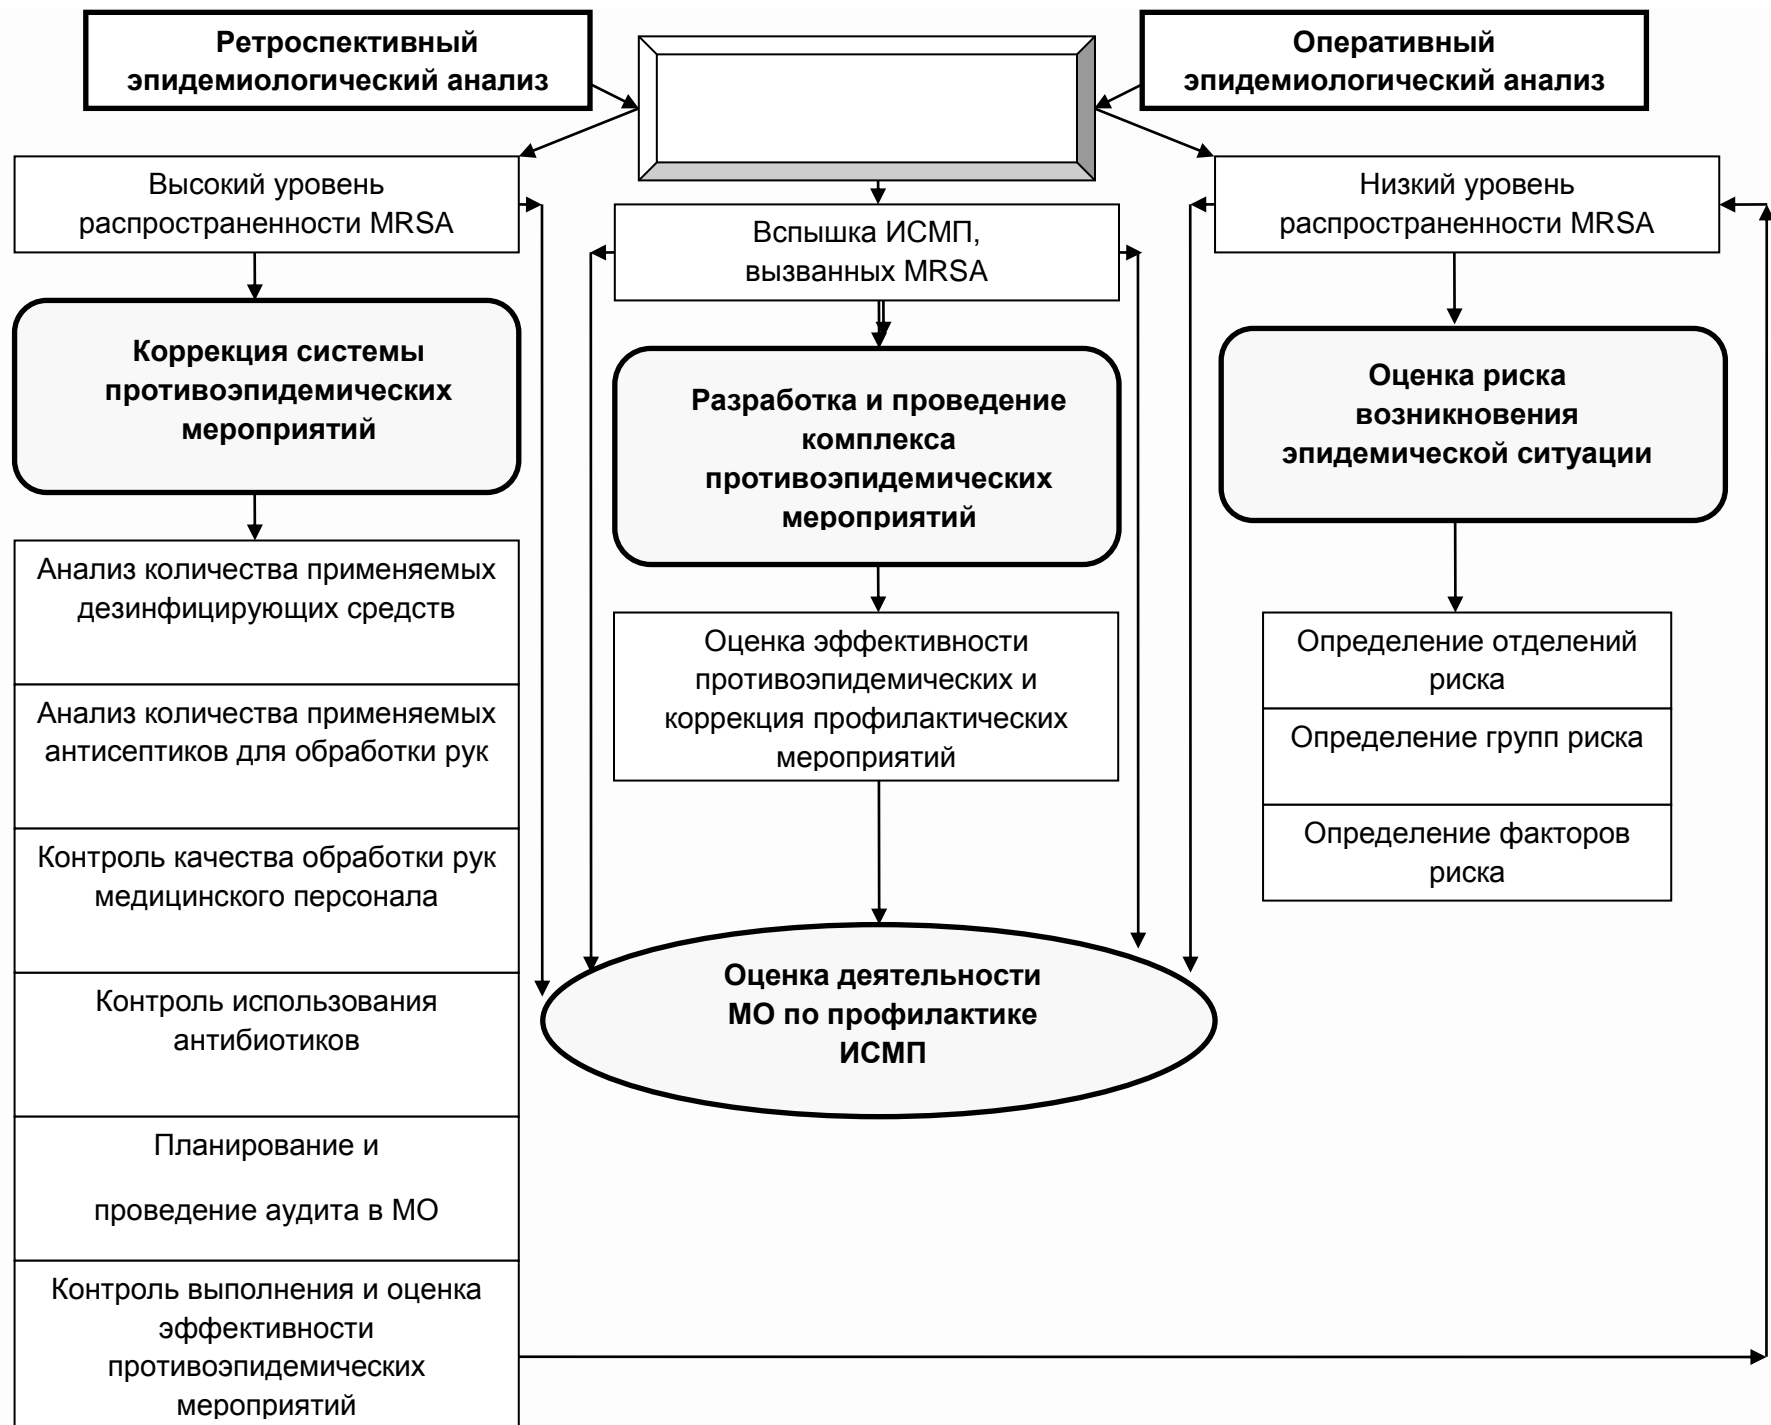 Ретроспективный
эпидемиологический анализ
Оперативный
эпидемиологический анализ
Высокий уровень
распространенности MRSA
Вспышка ИСМП,
вызванных MRSA
Низкий уровень
распространенности MRSA
Коррекция системы
противоэпидемических
мероприятий
Разработка и проведение
комплекса
противоэпидемических
мероприятий
Оценка риска
возникновения
эпидемической ситуации
Анализ количества применяемых
дезинфицирующих средств
Анализ количества применяемых
антисептиков для обработки рук
Контроль качества обработки рук
медицинского персонала
Контроль использования
антибиотиков
Планирование и
проведение аудита в МО
Контроль выполнения и оценка
эффективности
противоэпидемических
мероприятий
Оценка эффективности
противоэпидемических и
коррекция профилактических
мероприятий
Определение отделений
риска
Определение групп риска
Определение факторов
риска
Оценка деятельности
МО по профилактике
ИСМП